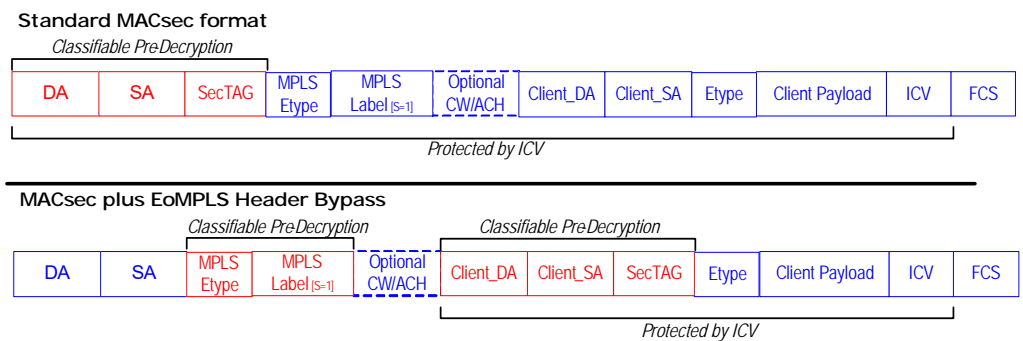 Standard MACsec format
Classifiable Pre-Decryption
DA SA SecTAG MPLS Etype MPLS Label [S=1] Optional CW/ACH Client_DA Client_SA Etype Client Payload ICV FCS
Protected by ICV
MACsec plus EoMPLS Header Bypass
Classifiable Pre-Decryption Classifiable Pre-Decryption
DA SA MPLS Etype MPLS Label [S=1] Optional CW/ACH Client_DA Client_SA SecTAG Etype Client Payload ICV FCS
Protected by ICV